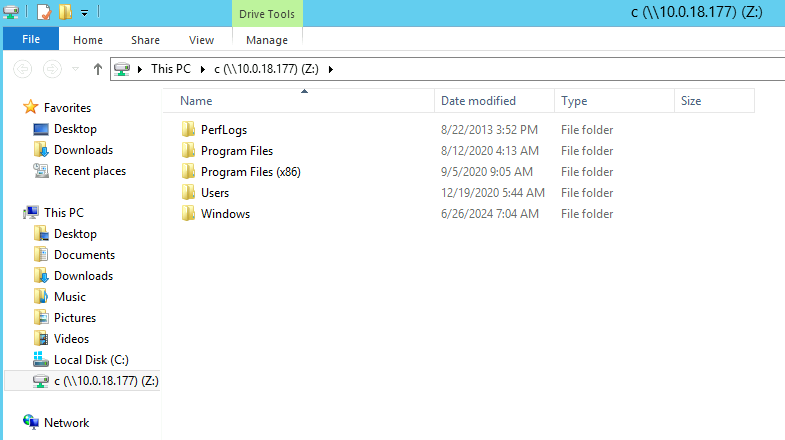 Drive Tools
c (\\10.0.18.177) (Z:)
File Home Share View Manage
This PC c (\\10.0.18.177) (Z:)
Favorites
Desktop
Downloads
Recent places
This PC
Desktop
Documents
Downloads
Music
Pictures
Videos
Local Disk (C:)
c (\\10.0.18.177) (Z:)
Network
Name Date modified Type Size
PerfLogs 8/22/2013 3:52 PM File folder
Program Files 8/12/2020 4:13 AM File folder
Program Files (x86) 9/5/2020 9:05 AM File folder
Users 12/19/2020 5:44 AM File folder
Windows 6/26/2024 7:04 AM File folder